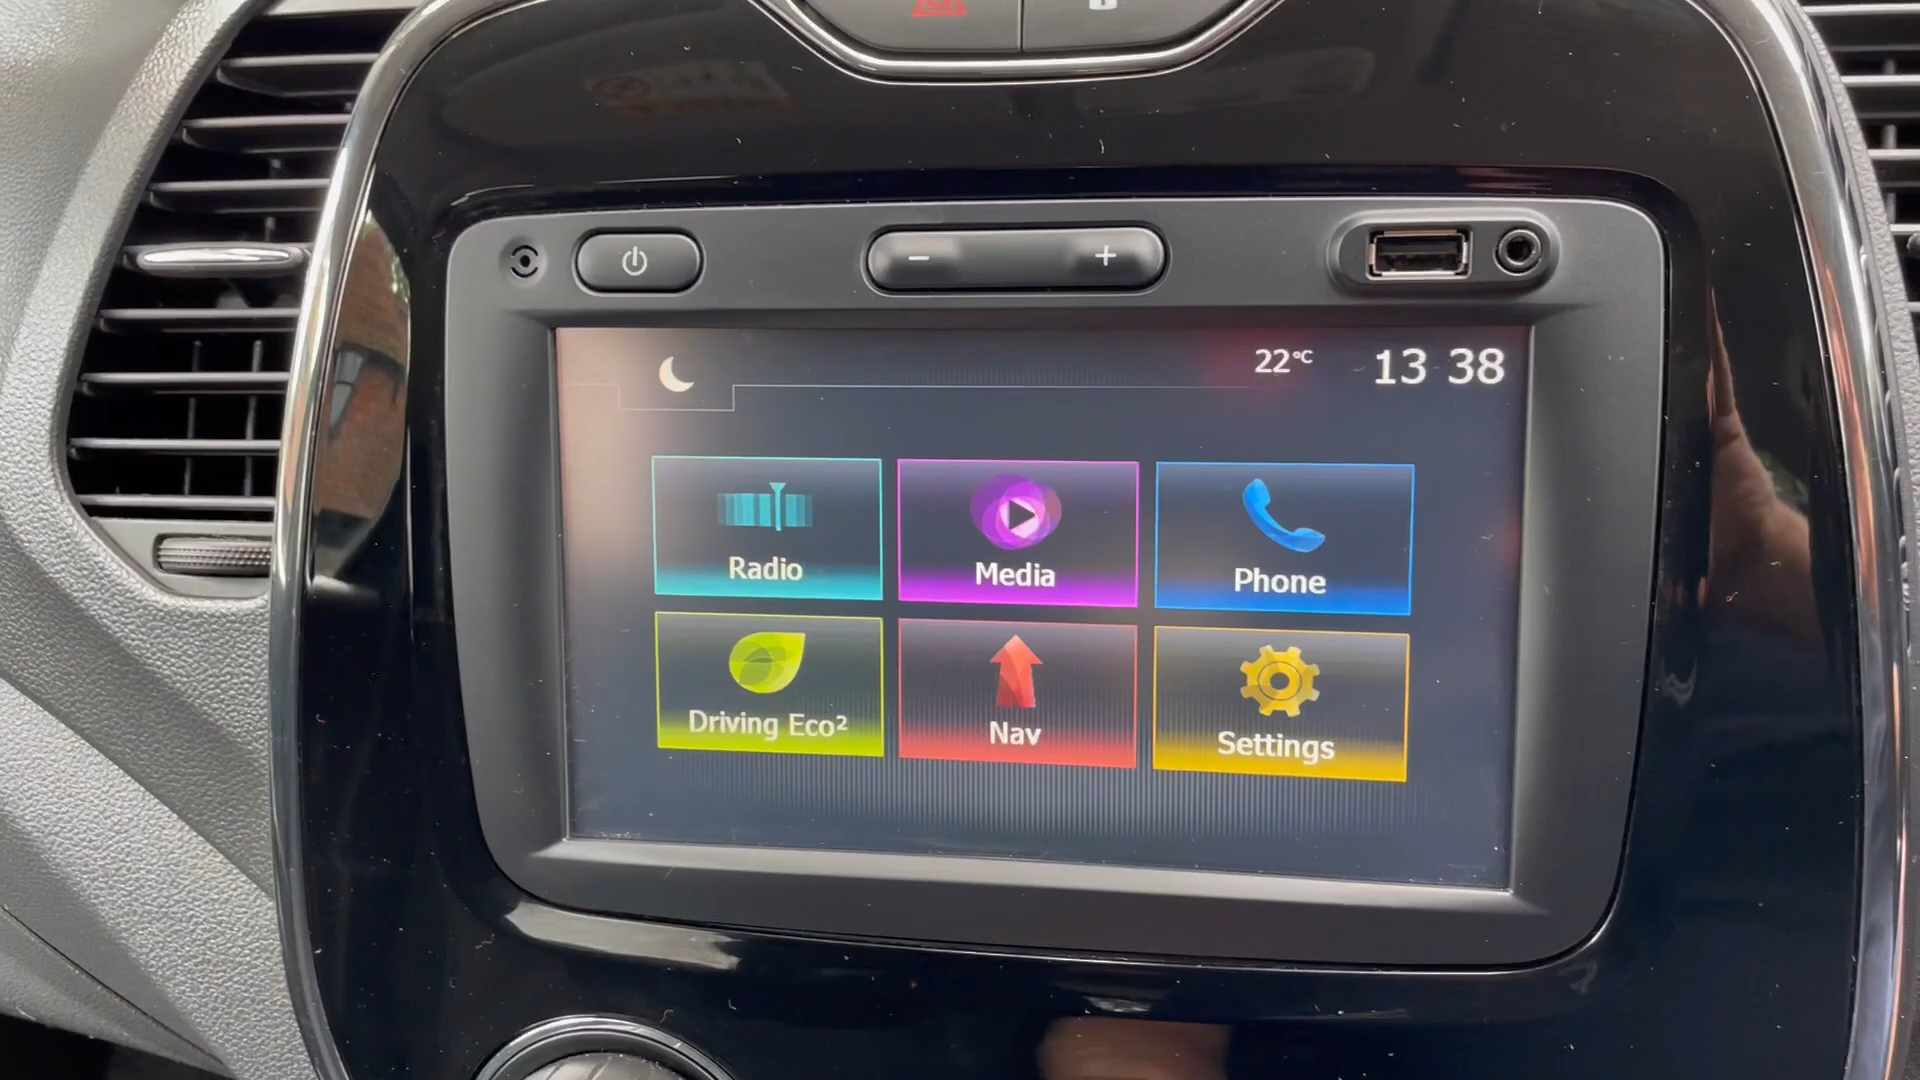 22°C 13 38
Radio
Media
Phone
Driving Eco²
Nav
Settings